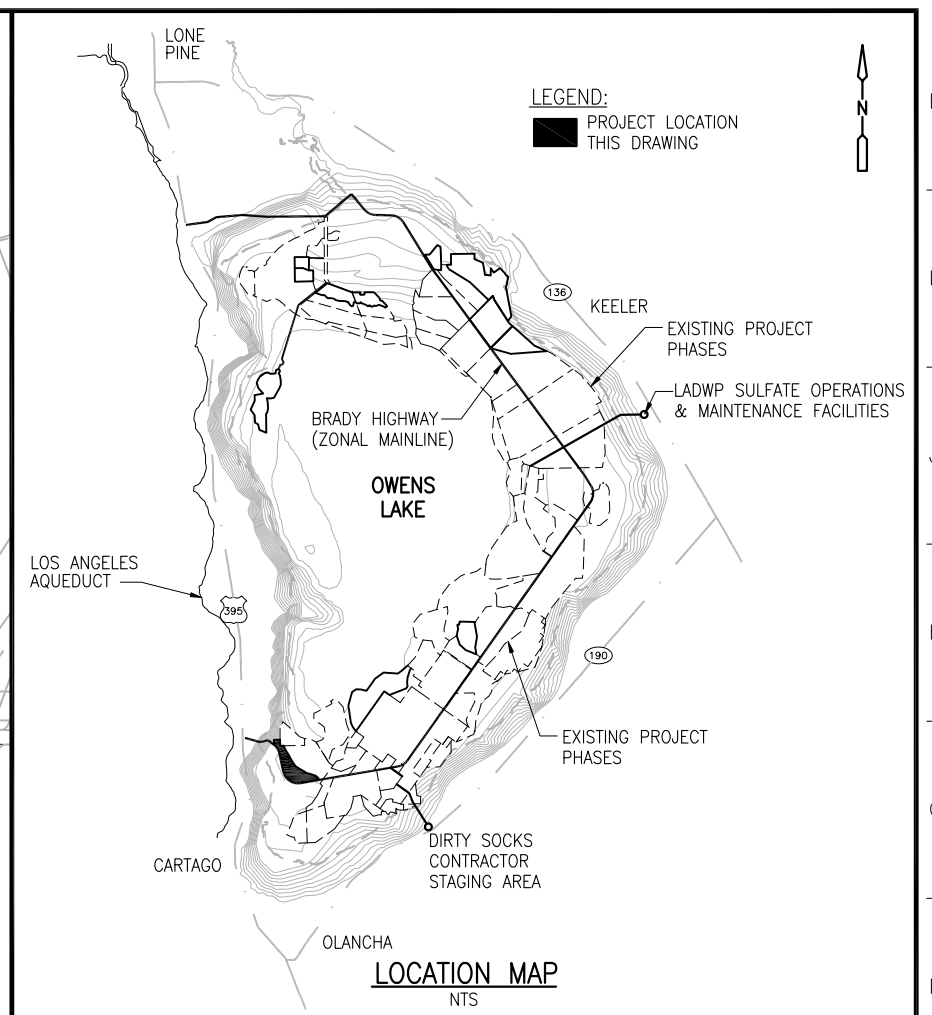 LONE
PINE
LEGEND:
PROJECT LOCATION
THIS DRAWING
N
136
KEELER
EXISTING PROJECT
PHASES
LADWP SULFATE OPERATIONS
& MAINTENANCE FACILITIES
BRADY HIGHWAY
(ZONAL MAINLINE)
OWENS
LAKE
LOS ANGELES
AQUEDUCT
395
190
EXISTING PROJECT
PHASES
DIRTY SOCKS
CONTRACTOR
STAGING AREA
CARTAGO
OLANCHA
LOCATION MAP
NTS